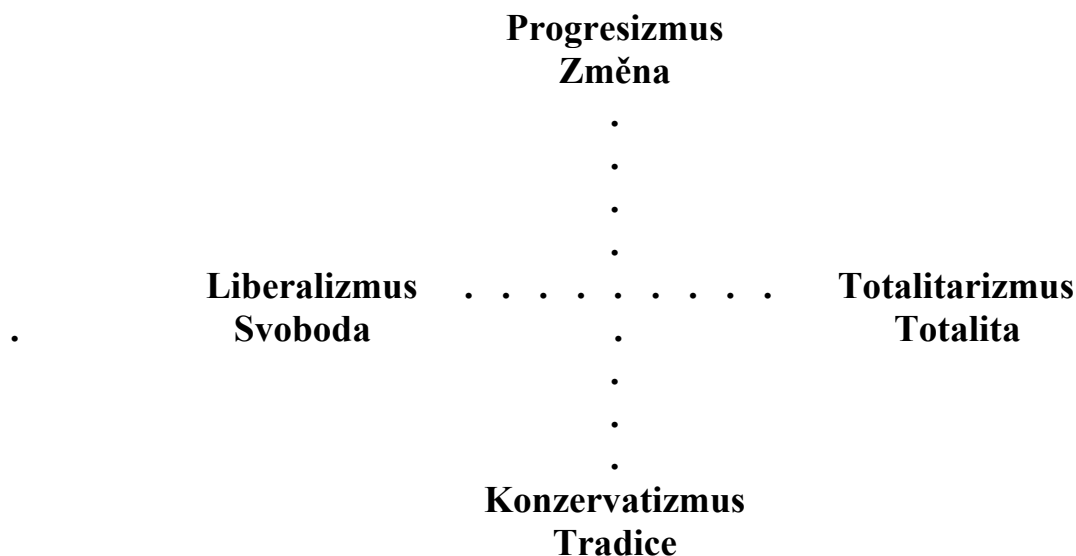 Progresizmus
Změna
.
.
.
.
Liberalizmus . . . . . . . . . Totalitarizmus
. Svoboda . Totalita
.
.
.
Konzervatizmus
Tradice